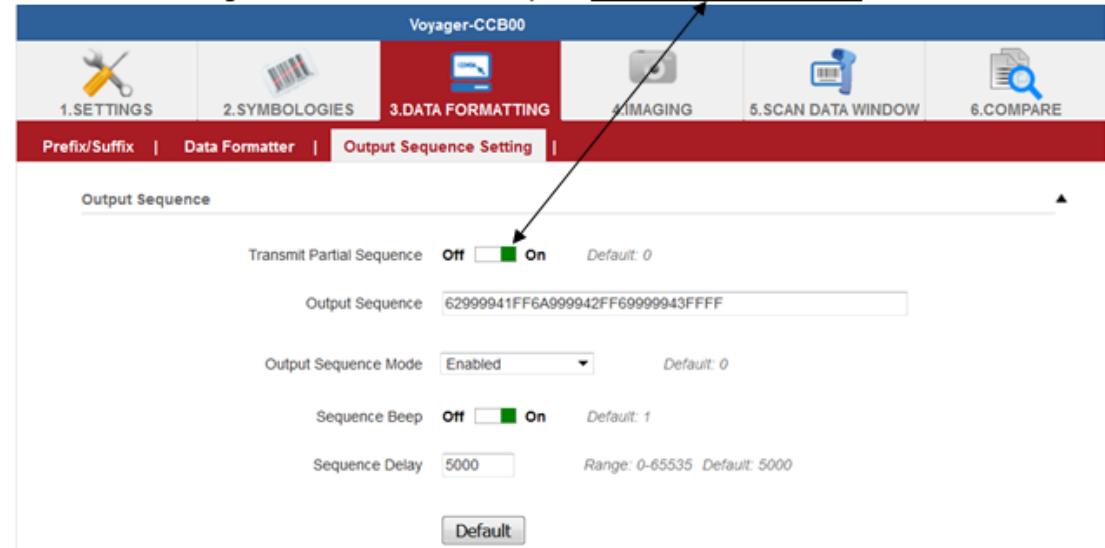 Voyager-CCB00
1.SETTINGS 2.SYMBOLOGIES 3.DATA FORMATTING 4.IMAGING 5.SCAN DATA WINDOW 6.COMPARE
Prefix/Suffix | Data Formatter | Output Sequence Setting |
Output Sequence
Transmit Partial Sequence Off On Default: 0
Output Sequence 62999941FF6A999942FF69999943FFFF
Output Sequence Mode Enabled Default: 0
Sequence Beep Off On Default: 1
Sequence Delay 5000 Range: 0-65535 Default: 5000
Default